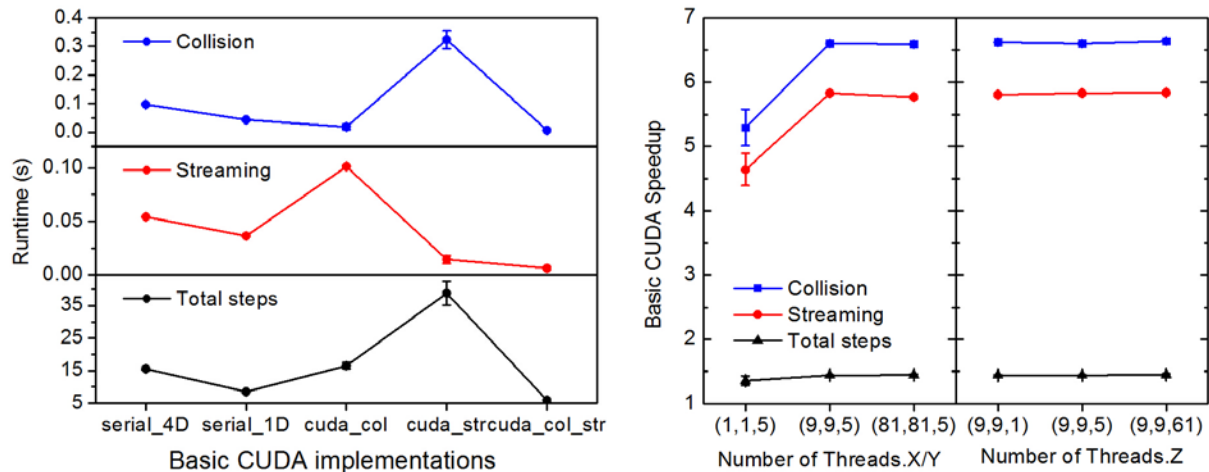 0.4
0.3
0.2
0.1
0.0
Collision
0.10
0.05
0.00
Streaming
35
25
15
5
Total steps
Runtime (s)
serial_4D serial_1D cuda_col cuda_str cuda_col_str
Basic CUDA implementations
7
6
5
4
3
2
1
Basic CUDA Speedup
Collision
Streaming
Total steps
(1,1,5) (9,9,5) (81,81,5) (9,9,1) (9,9,5) (9,9,61)
Number of Threads.X/Y Number of Threads.Z